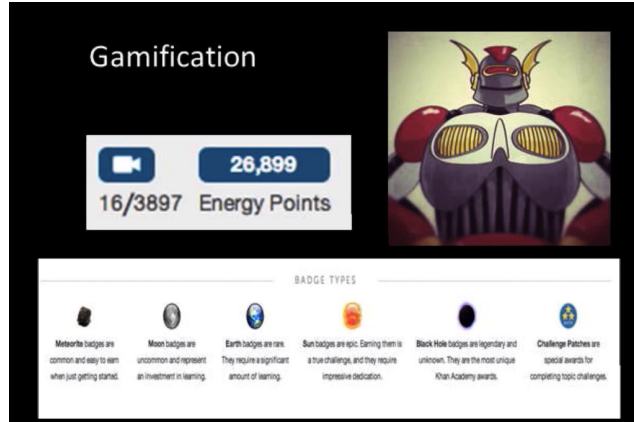 Gamification
26,899
16/3897 Energy Points
BADGE TYPES
Meteorite badges are
common and easy to earn
when just getting started.
Moon badges are
uncommon and represent
an investment in learning.
Earth badges are rare.
They require a significant
amount of learning.
Sun badges are epic. Earning them is
a true challenge, and they require
impressive dedication.
Black Hole badges are legendary and
unknown. They are the most unique
Khan Academy awards.
Challenge Patches are
special awards for
completing topic challenges.